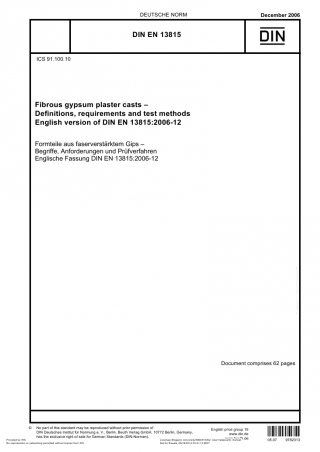 DEUTSCHE NORM
December 2006
DIN EN 13815
DIN
ICS 91.100.10
Fibrous gypsum plaster casts –
Definitions, requirements and test methods
English version of DIN EN 13815:2006-12
Formteile aus faserverstärktem Gips –
Begriffe, Anforderungen und Prüfverfahren
Englische Fassung DIN EN 13815:2006-12
Document comprises 62 pages
© No part of this standard may be reproduced without prior permission of
DIN Deutsches Institut für Normung e. V., Berlin. Beuth Verlag GmbH, 10772 Berlin, Germany,
has the exclusive right of sale for German Standards (DIN-Normen).
English price group 18
www.din.de
05.07
9762313